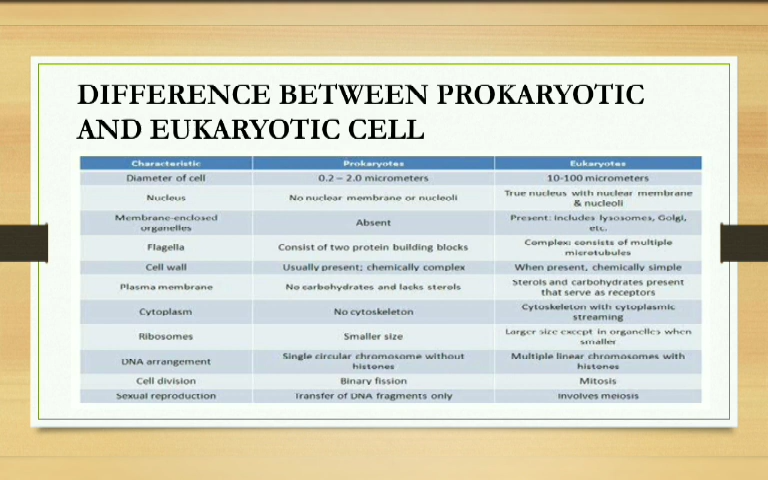 DIFFERENCE BETWEEN PROKARYOTIC
AND EUKARYOTIC CELL
Characteristic Prokaryotes Eukaryotes
Diameter of cell 0.2 – 2.0 micrometers 10-100 micrometers
Nucleus No nuclear membrane or nucleoli True nucleus with nuclear membrane
& nucleoli
Membrane-enclosed
organelles Absent Present: includes lysosomes, Golgi,
etc.
Flagella Consist of two protein building blocks Complex: consists of multiple
microtubules
Cell wall Usually present; chemically complex When present, chemically simple
Plasma membrane No carbohydrates and lacks sterols Sterols and carbohydrates present
that serve as receptors
Cytoplasm No cytoskeleton Cytoskeleton with cytoplasmic
streaming
Ribosomes Smaller size Larger size except in organelles when
smaller
DNA arrangement Single circular chromosome without
histones Multiple linear chromosomes with
histones
Cell division Binary fission Mitosis
Sexual reproduction Transfer of DNA fragments only Involves meiosis